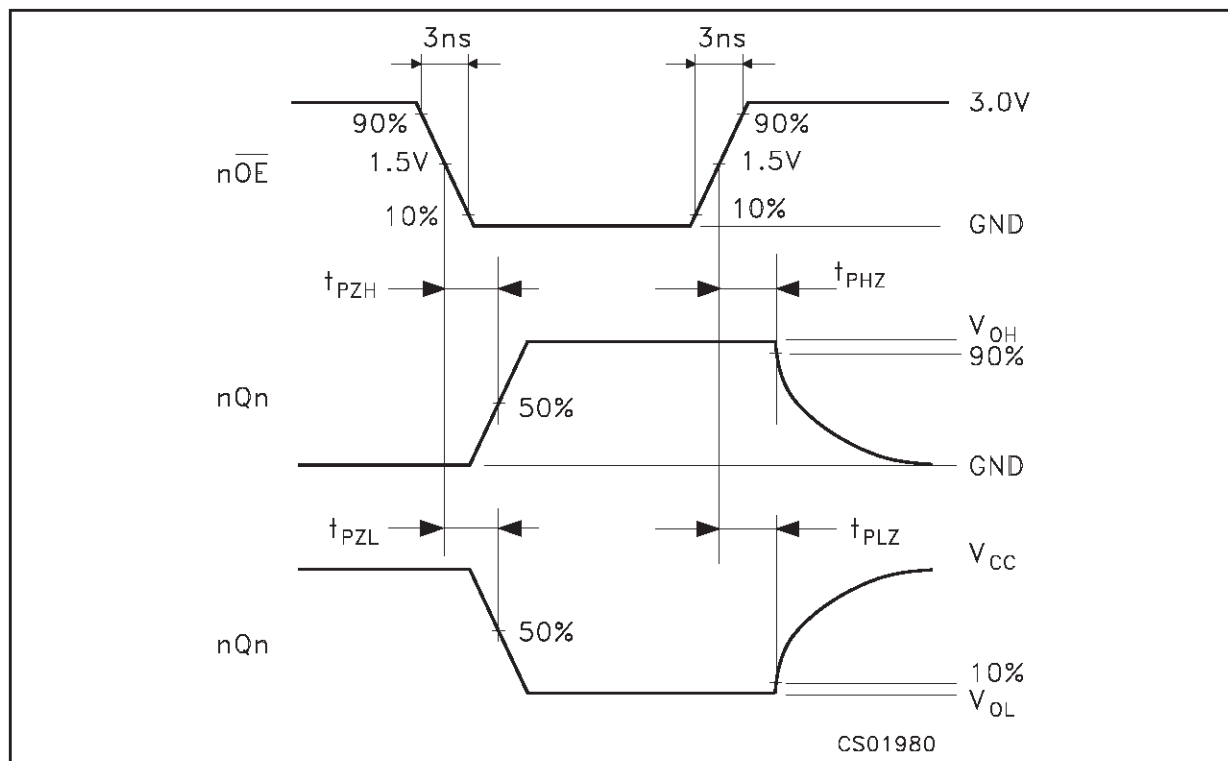 3ns 3ns
3.0V
90% 90%
nOE 1.5V 1.5V
10% 10%
GND
tPZH tPHZ
VOH
90%
nQn 50%
GND
tPZL tPLZ
VCC
nQn 50%
10%
VOL
CS01980